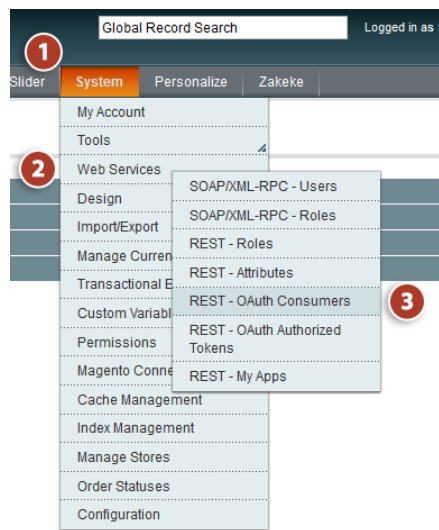 Global Record Search
Logged in as
1
Slider
System
Personalize
Zakeke
My Account
Tools
2
Web Services
Design
Import/Export
Manage Curren
Transactional E
Custom Variabl
Permissions
Magento Conne
Cache Management
Index Management
Manage Stores
Order Statuses
Configuration
SOAP/XML-RPC - Users
SOAP/XML-RPC - Roles
REST - Roles
REST - Attributes
REST - OAuth Consumers
3
REST - OAuth Authorized
Tokens
REST - My Apps